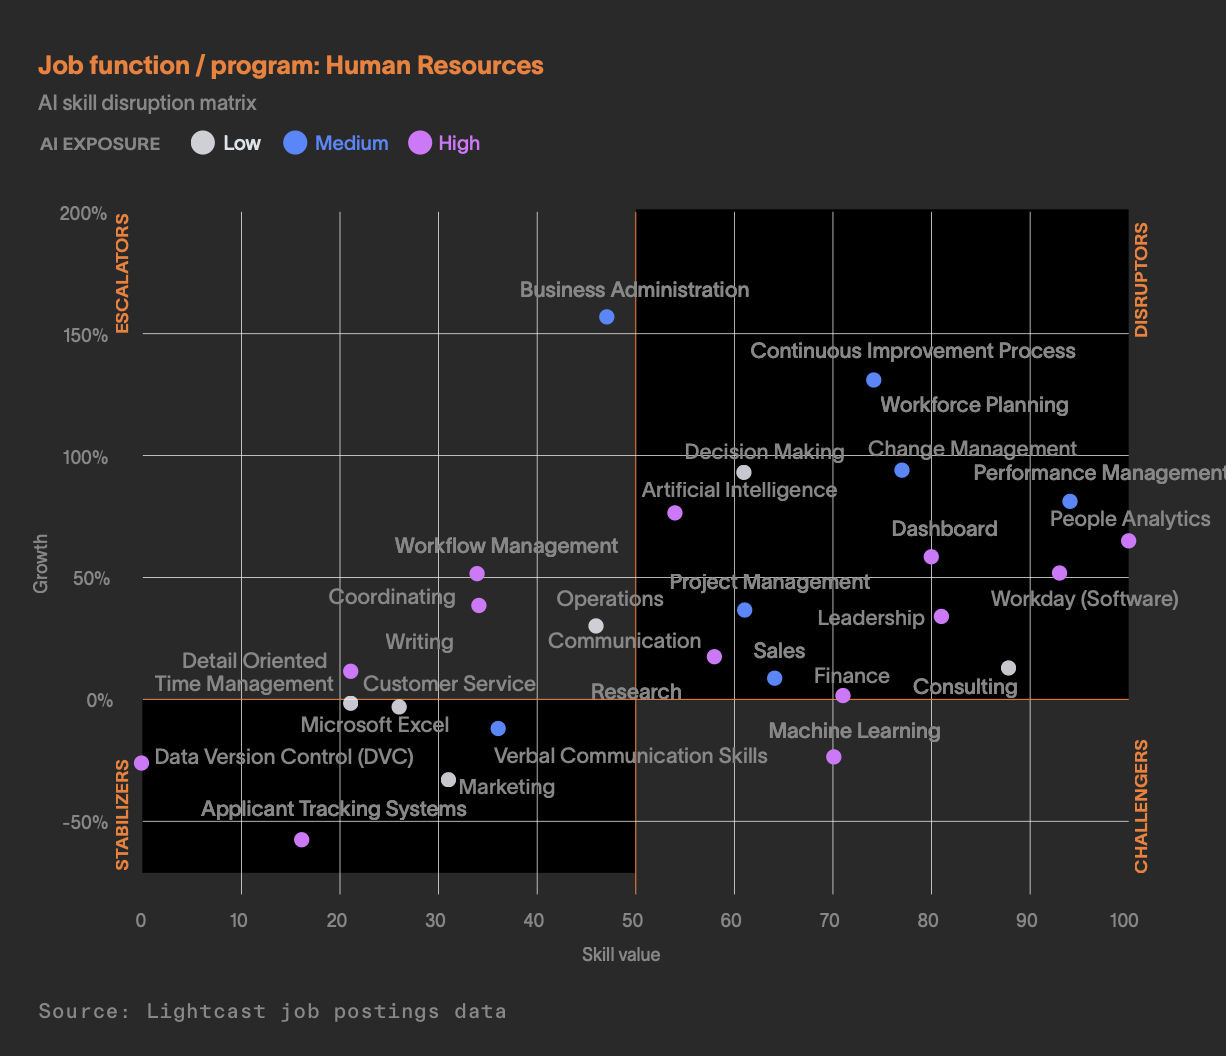 Job function / program: Human Resources
AI skill disruption matrix
AI EXPOSURE Low Medium High
200%
ESCALATORS
DISRUPTORS
Business Administration
150%
Continuous Improvement Process
Workforce Planning
Decision Making
Change Management
100%
Performance Management
Artificial Intelligence
People Analytics
Dashboard
Workflow Management
Growth
50%
Project Management
Coordinating
Operations
Workday (Software)
Leadership
Writing
Communication
Sales
Detail Oriented
Finance
Time Management
Customer Service
Research
Consulting
0%
Microsoft Excel
Machine Learning
Data Version Control (DVC)
Verbal Communication Skills
Marketing
Applicant Tracking Systems
-50%
STABILIZERS
CHALLENGERS
0 10 20 30 40 50 60 70 80 90 100
Skill value
Source: Lightcast job postings data